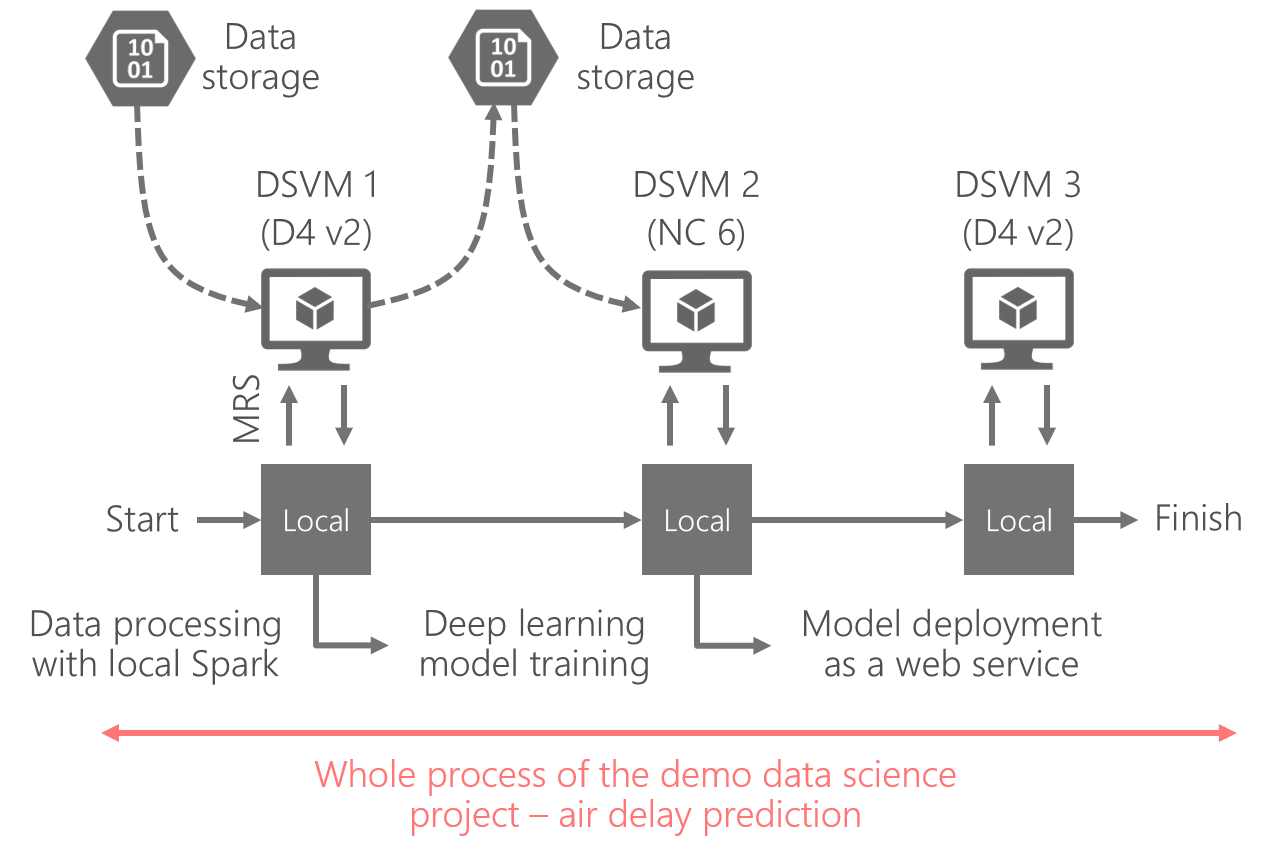 10
01
Data
storage
10
01
Data
storage
DSVM 1
(D4 v2)
DSVM 2
(NC 6)
DSVM 3
(D4 v2)
MRS
Start
Local
Local
Local
Finish
Data processing
with local Spark
Deep learning
model training
Model deployment
as a web service
Whole process of the demo data science
project – air delay prediction